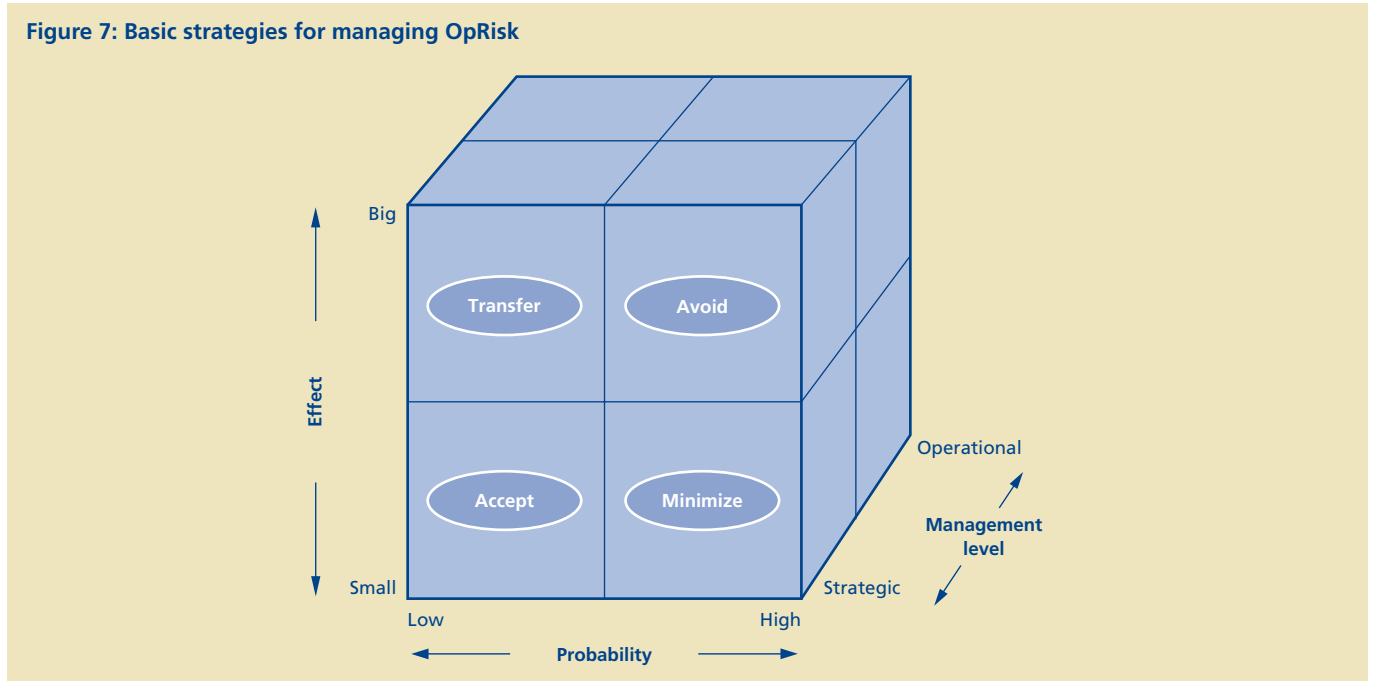 Figure 7: Basic strategies for managing OpRisk
Big
Transfer
Avoid
Effect
Accept
Minimize
Operational
Management
level
Small
Strategic
Low
High
Probability